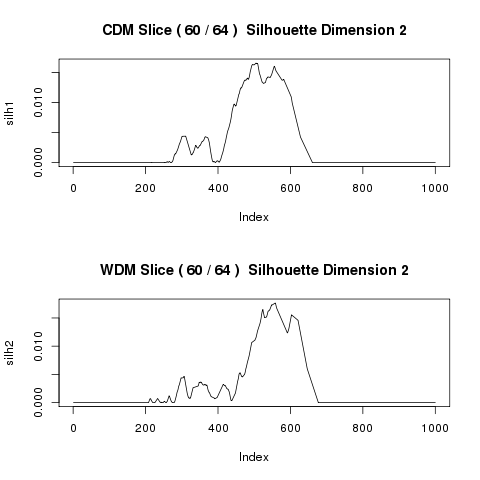 CDM Slice ( 60 / 64 )  Silhouette Dimension 2
silh1
0.010
0.000
0 200 400 600 800 1000
Index
WDM Slice ( 60 / 64 )  Silhouette Dimension 2
silh2
0.010
0.000
0 200 400 600 800 1000
Index